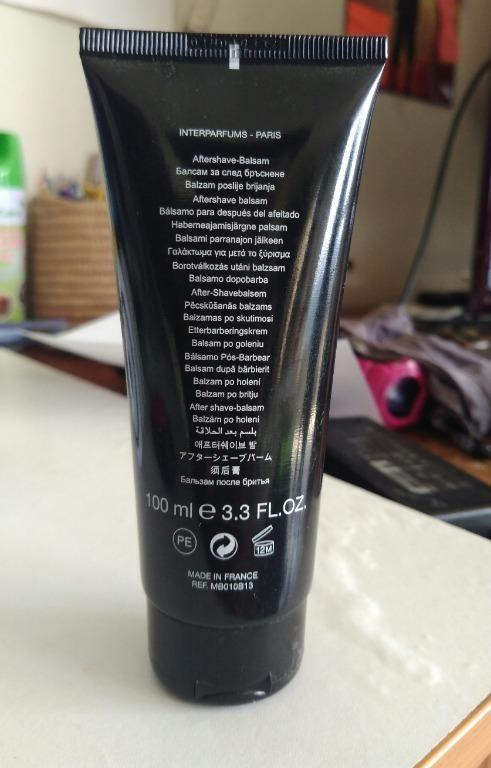 INTERPARFUMS - PARIS
Aftershave-Balsam
Балсам за след бръснене
Balzam poslije brijanja
Aftershave balsam
Bálsamo para después del afeitado
Habemeajamisjärgne palsam
Balsami parranajon jälkeen
Γαλάκτωμα για μετά το ξύρισμα
Borotválkozás utáni balzsam
Balsamo dopobarba
After-Shavebalsem
Pēcskūšanās balzams
Balzamas po skutimosi
Etterbarberingskrem
Balsam po goleniu
Bálsamo Pós-Barbear
Balsam după bărbierit
Balzam po holení
Balzam po britju
After shave-balsam
Balzám po holení
بلسم بعد الحلاقة
애프터쉐이브 밤
アフターシェーブバーム
须后膏
Бальзам после бритья
100 ml ℮ 3.3 FL.OZ.
PE
12M
MADE IN FRANCE
REF. MB010B13